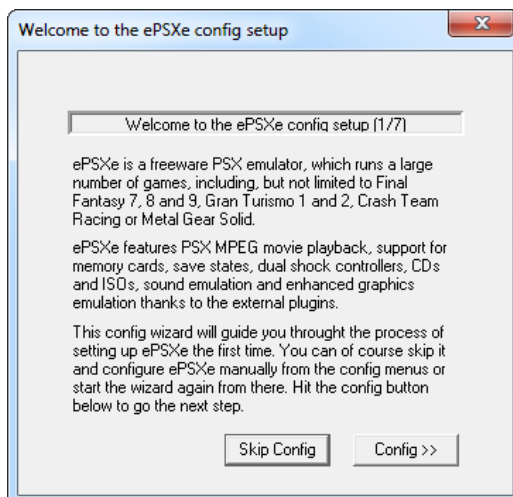 Welcome to the ePSXe config setup
Welcome to the ePSXe config setup (1/7)
ePSXe is a freeware PSX emulator, which runs a large
number of games, including, but not limited to Final
Fantasy 7, 8 and 9, Gran Turismo 1 and 2, Crash Team
Racing or Metal Gear Solid.
ePSXe features PSX MPEG movie playback, support for
memory cards, save states, dual shock controllers, CDs
and ISOs, sound emulation and enhanced graphics
emulation thanks to the external plugins.
This config wizard will guide you throught the process of
setting up ePSXe the first time. You can of course skip it
and configure ePSXe manually from the config menus or
start the wizard again from there. Hit the config button
below to go the next step.
Skip Config Config >>